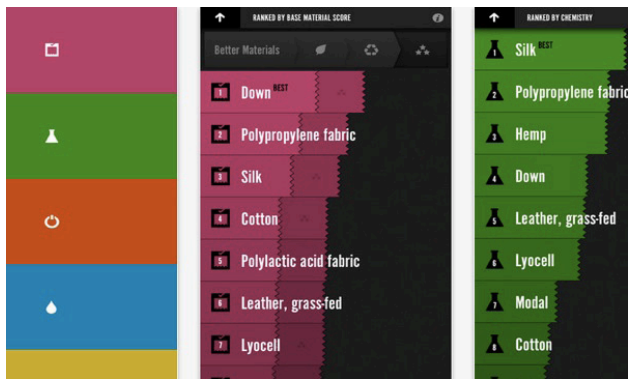 RANKED BY BASE MATERIAL SCORE
Better Materials
1 Down BEST
2 Polypropylene fabric
3 Silk
4 Cotton
5 Polylactic acid fabric
6 Leather, grass-fed
7 Lyocell
RANKED BY CHEMISTRY
1 Silk BEST
2 Polypropylene fabric
3 Hemp
4 Down
5 Leather, grass-fed
6 Lyocell
7 Modal
8 Cotton